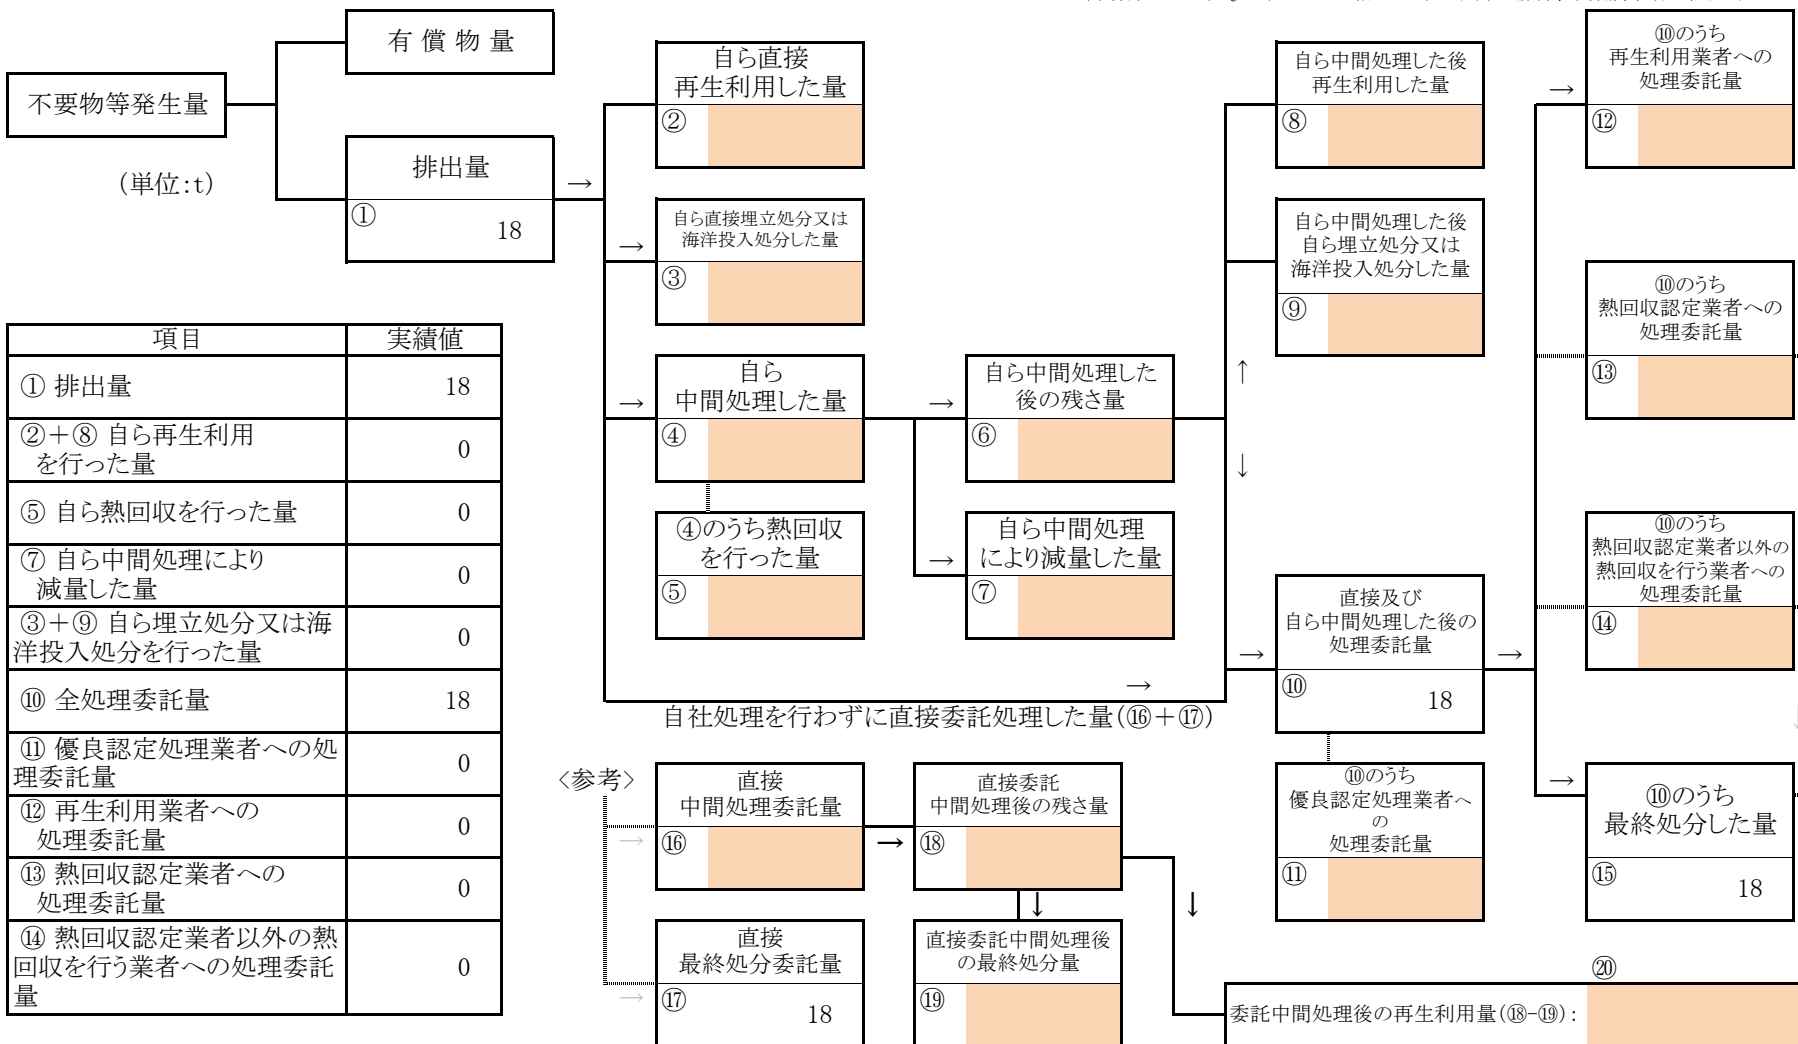 有 償 物 量
不要物等発生量
(単位:t)
排出量
→
①
18
項目
実績値
① 排出量
18
②+⑧ 自ら再生利用
を行った量
0
⑤ 自ら熱回収を行った量
0
⑦ 自ら中間処理により
減量した量
0
③+⑨ 自ら埋立処分又は海
洋投入処分を行った量
0
⑩ 全処理委託量
18
⑪ 優良認定処理業者への処
理委託量
0
⑫ 再生利用業者への
処理委託量
0
⑬ 熱回収認定業者への
処理委託量
0
⑭ 熱回収認定業者以外の熱
回収を行う業者への処理委託
量
0
自ら直接
再生利用した量
②
→
自ら直接埋立処分又は
海洋投入処分した量
③
→
自ら
中間処理した量
④
④のうち熱回収
を行った量
⑤
→
自ら中間処理した
後の残さ量
⑥
→
自ら中間処理
により減量した量
⑦
自ら中間処理した後
再生利用した量
⑧
自ら中間処理した後
自ら埋立処分又は
海洋投入処分した量
⑨
↑
↓
→
自社処理を行わずに直接委託処理した量(⑯+⑰)
→
直接及び
自ら中間処理した後の
処理委託量
⑩
18
→
⑩のうち
優良認定処理業者へ
の
処理委託量
⑪
→
⑩のうち
再生利用業者への
処理委託量
⑫
⑩のうち
熱回収認定業者への
処理委託量
⑬
⑩のうち
熱回収認定業者以外の
熱回収を行う業者への
処理委託量
⑭
→
⑩のうち
最終処分した量
⑮
18
<参考>
→
直接
中間処理委託量
⑯
→
直接委託
中間処理後の残さ量
⑱
↓
↓
→
直接
最終処分委託量
⑰
18
直接委託中間処理後
の最終処分量
⑲
⑳
委託中間処理後の再生利用量(⑱-⑲):